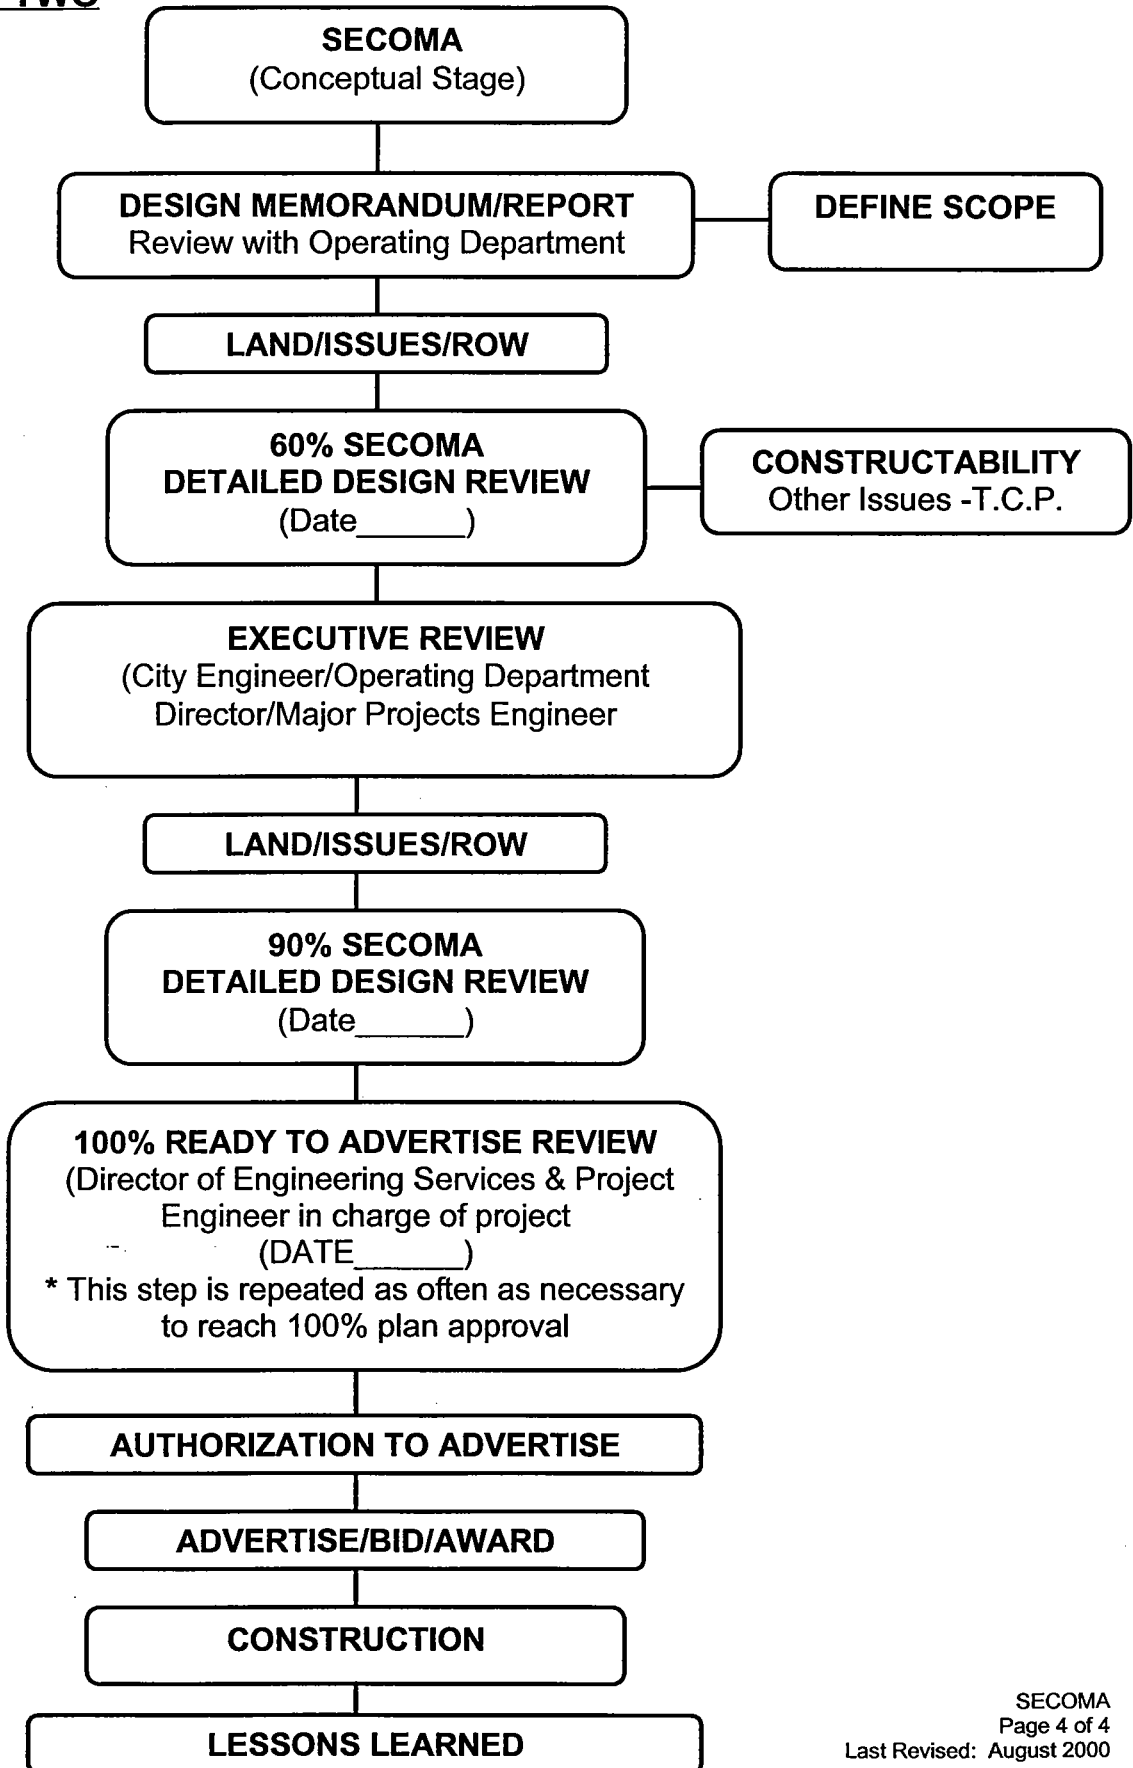 TWO
SECOMA
(Conceptual Stage)
DESIGN MEMORANDUM/REPORT
Review with Operating Department
DEFINE SCOPE
LAND/ISSUES/ROW
60% SECOMA
DETAILED DESIGN REVIEW
(Date______)
CONSTRUCTABILITY
Other Issues -T.C.P.
EXECUTIVE REVIEW
(City Engineer/Operating Department
Director/Major Projects Engineer
LAND/ISSUES/ROW
90% SECOMA
DETAILED DESIGN REVIEW
(Date______)
100% READY TO ADVERTISE REVIEW
(Director of Engineering Services & Project
Engineer in charge of project
(DATE______)
* This step is repeated as often as necessary
to reach 100% plan approval
AUTHORIZATION TO ADVERTISE
ADVERTISE/BID/AWARD
CONSTRUCTION
LESSONS LEARNED
SECOMA
Page 4 of 4
Last Revised: August 2000